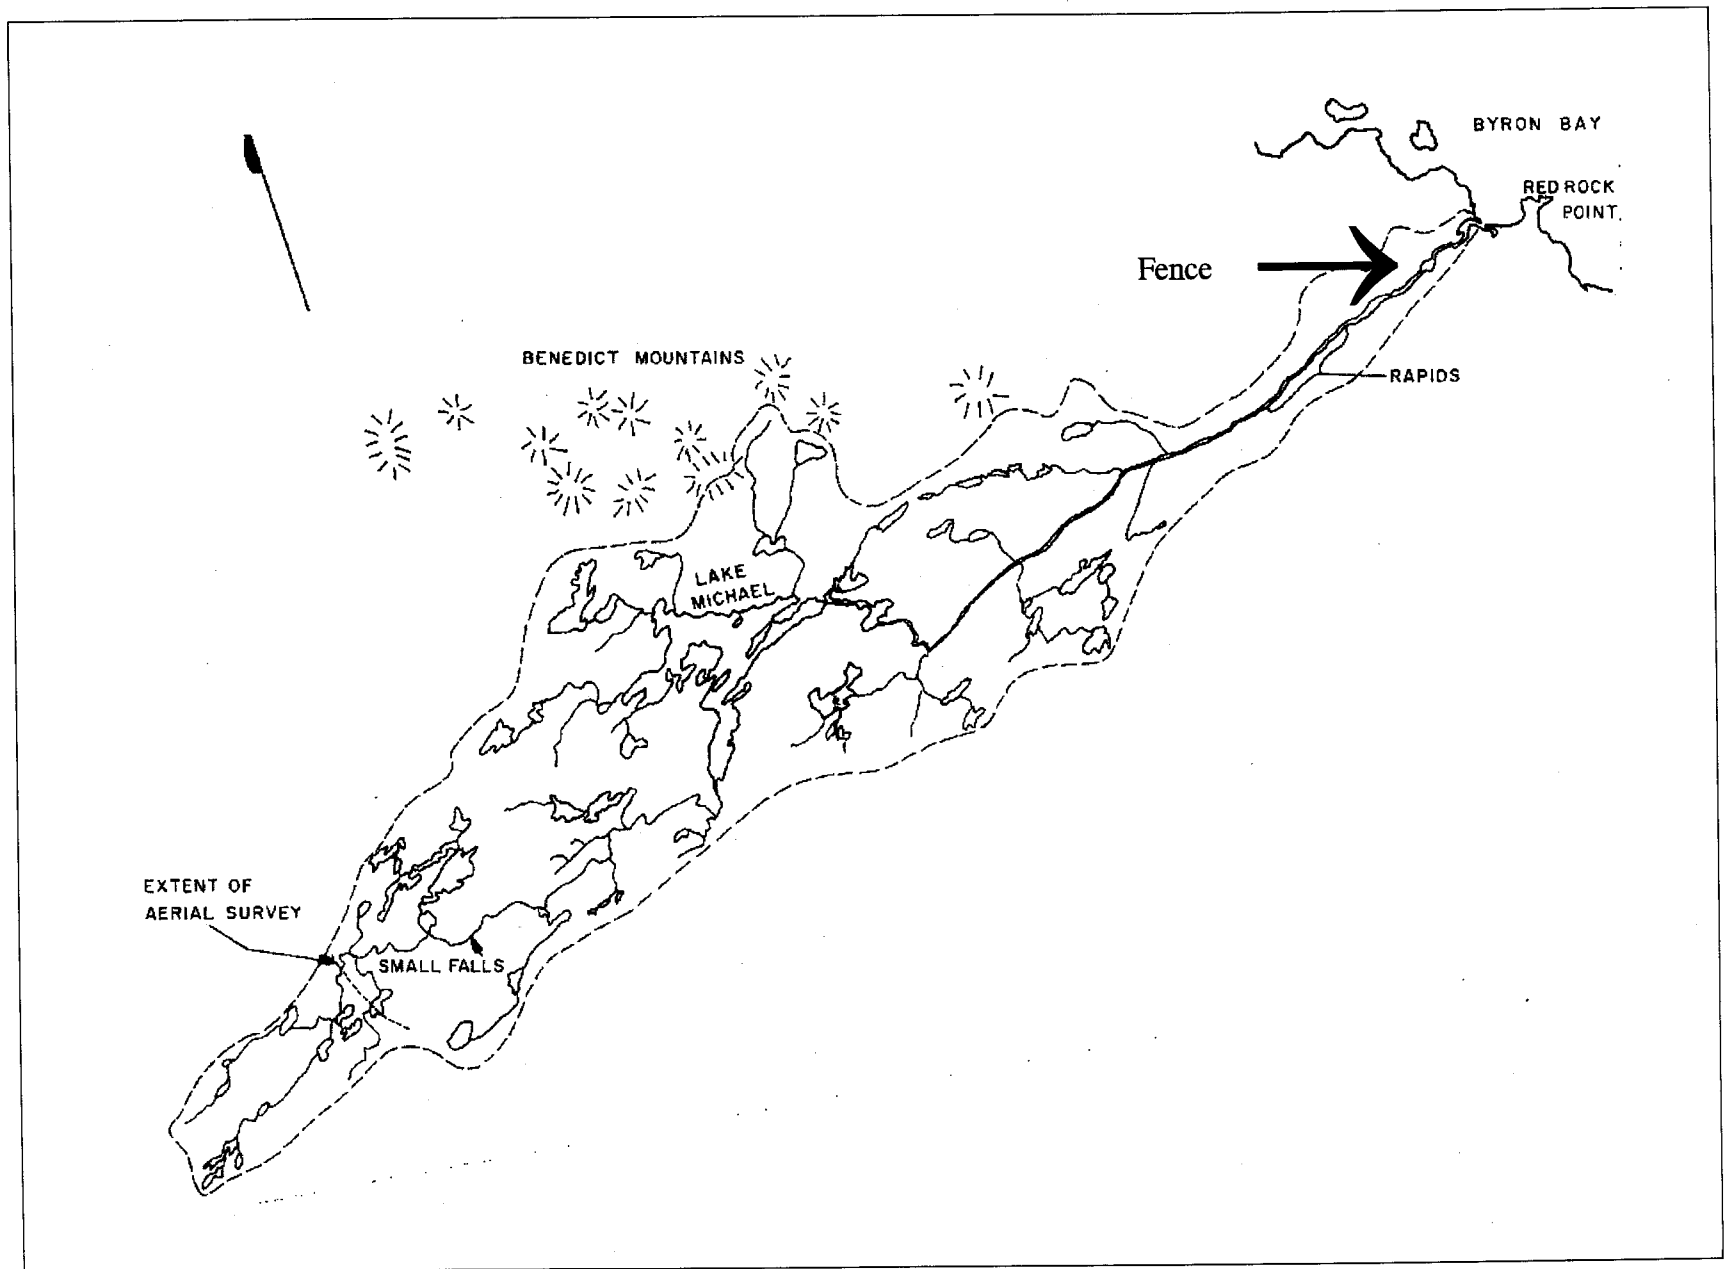 BYRON BAY
RED ROCK
POINT
Fence
BENEDICT MOUNTAINS
RAPIDS
LAKE
MICHAEL
EXTENT OF
AERIAL SURVEY
SMALL FALLS